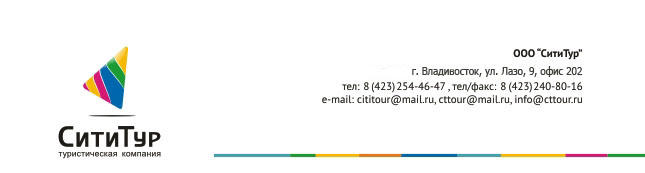 ООО "СитиТур"
г. Владивосток, ул. Лазо, 9, офис 202
тел: 8 (423) 254-46-47 , тел/факс: 8 (423) 240-80-16
e-mail: cititour@mail.ru, cttour@mail.ru, info@cttour.ru
СитиТур
туристическая компания